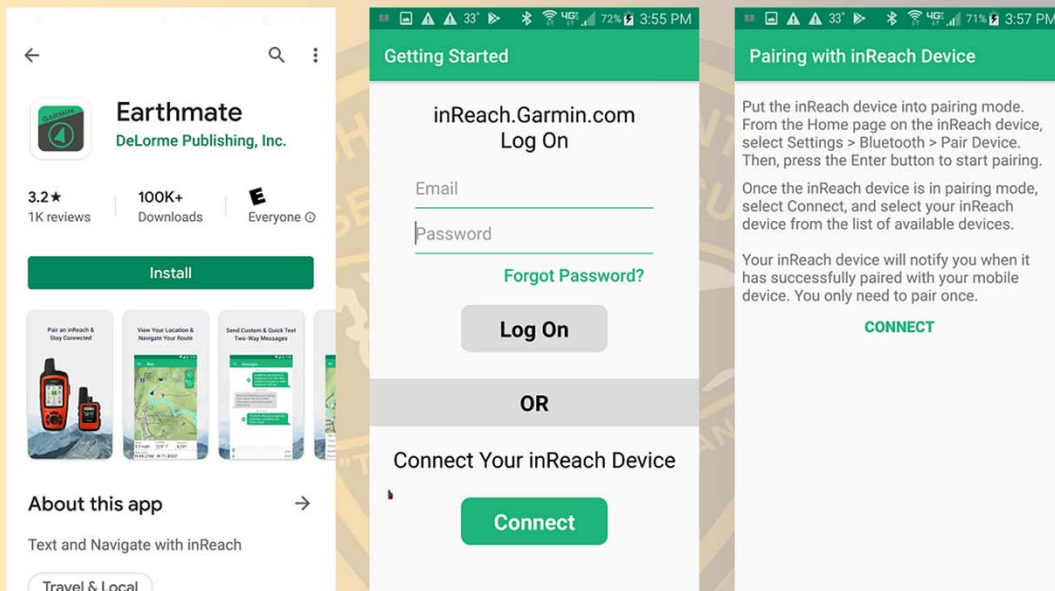 Earthmate
DeLorme Publishing, Inc.
3.2★
100K+
1K reviews
Downloads
Everyone
Install
Pair an inReach &
Stay Connected
View Your Location &
Navigate Your Route
Send Custom & Quick Text
Two-Way Messages
About this app
Text and Navigate with inReach
Travel & Local
33° 4G 72% 3:55 PM
Getting Started
inReach.Garmin.com
Log On
Email
Password
Forgot Password?
Log On
OR
Connect Your inReach Device
Connect
33° 4G 71% 3:57 PM
Pairing with inReach Device
Put the inReach device into pairing mode.
From the Home page on the inReach device,
select Settings > Bluetooth > Pair Device.
Then, press the Enter button to start pairing.
Once the inReach device is in pairing mode,
select Connect, and select your inReach
device from the list of available devices.
Your inReach device will notify you when it
has successfully paired with your mobile
device. You only need to pair once.
CONNECT